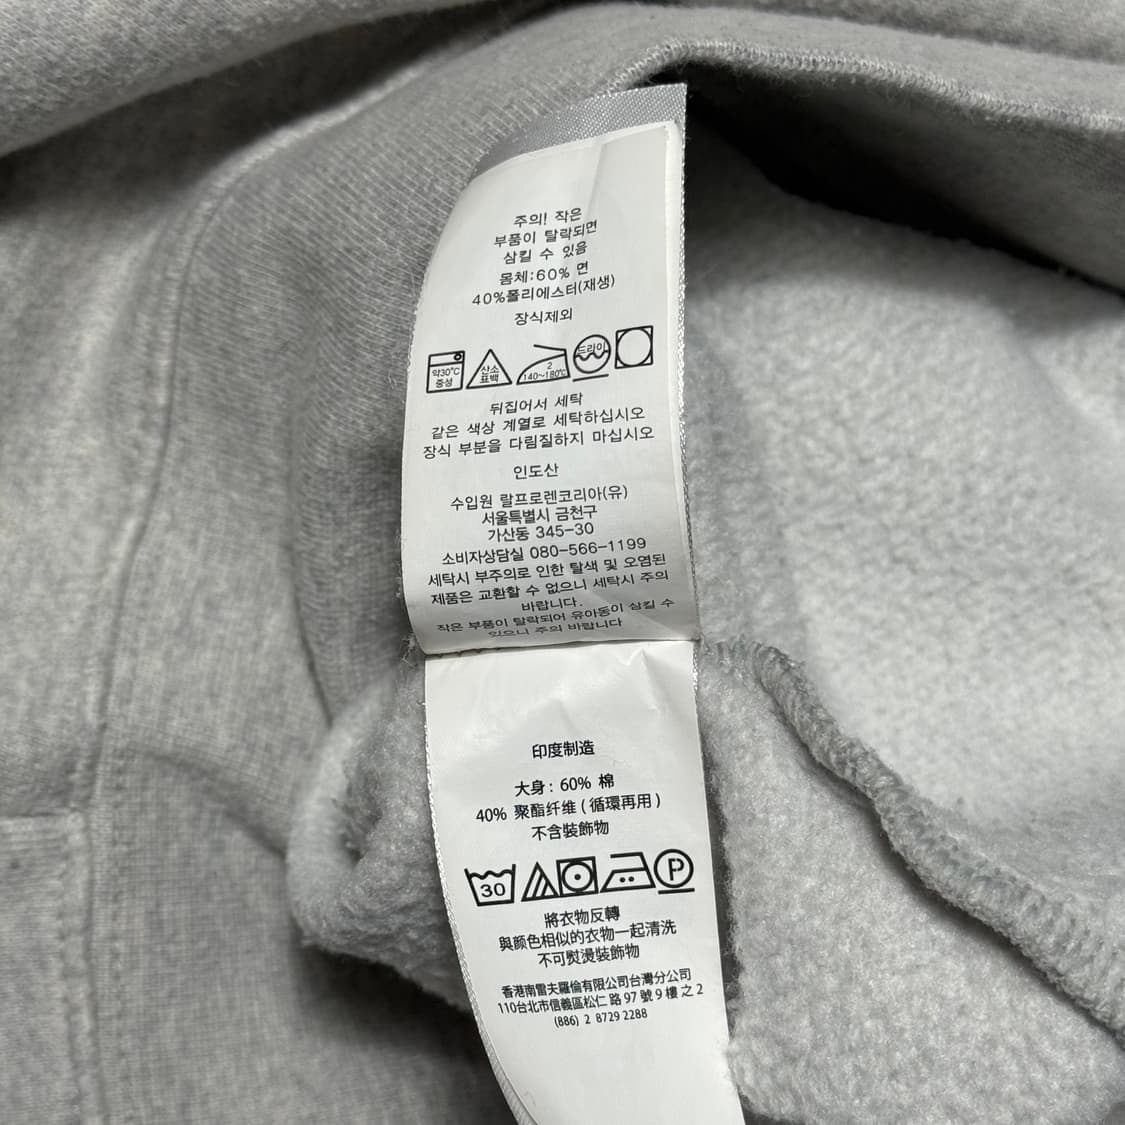 주의! 작은
부품이 탈락되면
삼킬 수 있음
몸체:60% 면
40%폴리에스터(재생)
장식제외
약30℃
중성
산소
표백
2
140~180℃
드라이
뒤집어서 세탁
같은 색상 계열로 세탁하십시오
장식 부분을 다림질하지 마십시오
인도산
수입원 랄프로렌코리아(유)
서울특별시 금천구
가산동 345-30
소비자상담실 080-566-1199
세탁시 부주의로 인한 탈색 및 오염된
제품은 교환할 수 없으니 세탁시 주의
바랍니다.
작은 부품이 탈락되어 유아동이 삼킬 수
있으니 주의 바랍니다
印度制造
大身: 60% 棉
40% 聚酯纤维 (循環再用)
不含裝飾物
30
P
將衣物反轉
與颜色相似的衣物一起清洗
不可熨燙裝飾物
香港南雷夫羅倫有限公司台灣分公司
110台北市信義區松仁路97號9樓之2
(886) 2 8729 2288